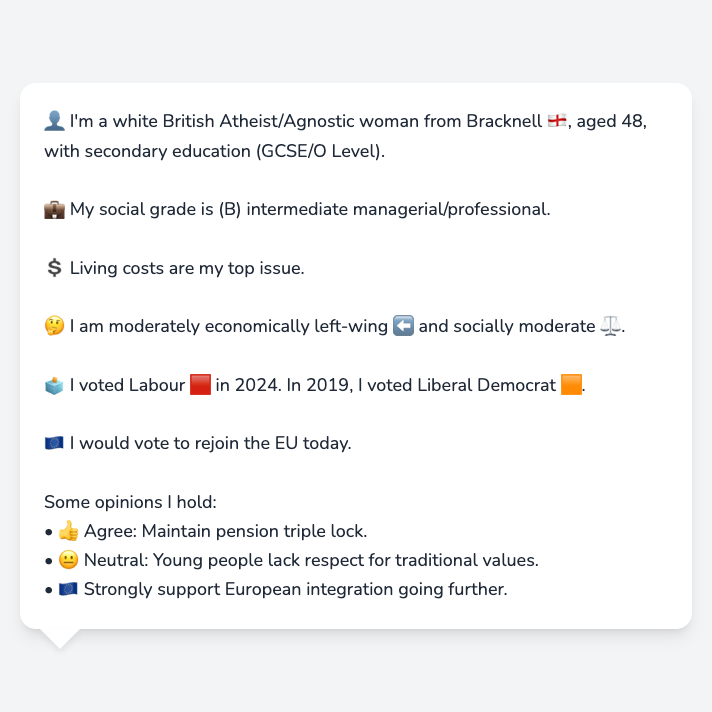 👤 I'm a white British Atheist/Agnostic woman from Bracknell 🏴󠁧󠁢󠁥󠁮󠁧󠁿, aged 48,
with secondary education (GCSE/O Level).
💼 My social grade is (B) intermediate managerial/professional.
💲 Living costs are my top issue.
🤔 I am moderately economically left-wing ⬅️ and socially moderate ⚖️.
🗳️ I voted Labour 🟥 in 2024. In 2019, I voted Liberal Democrat 🟧.
🇪🇺 I would vote to rejoin the EU today.
Some opinions I hold:
• 👍 Agree: Maintain pension triple lock.
• 😐 Neutral: Young people lack respect for traditional values.
• 🇪🇺 Strongly support European integration going further.